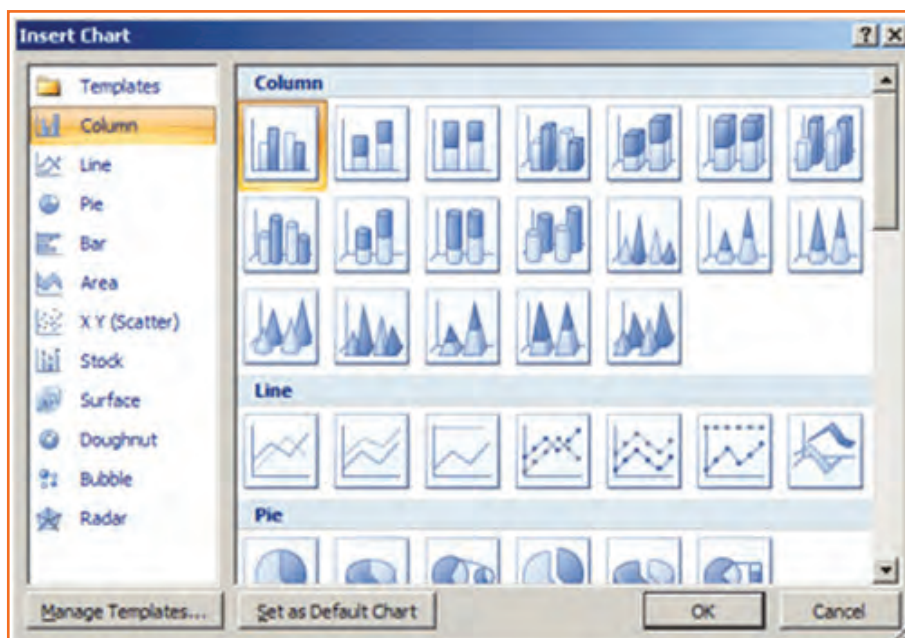 Insert Chart
Templates
Column
Line
Pie
Bar
Area
X Y (Scatter)
Stock
Surface
Doughnut
Bubble
Radar
Column
Line
Pie
Manage Templates...
Set as Default Chart
OK
Cancel